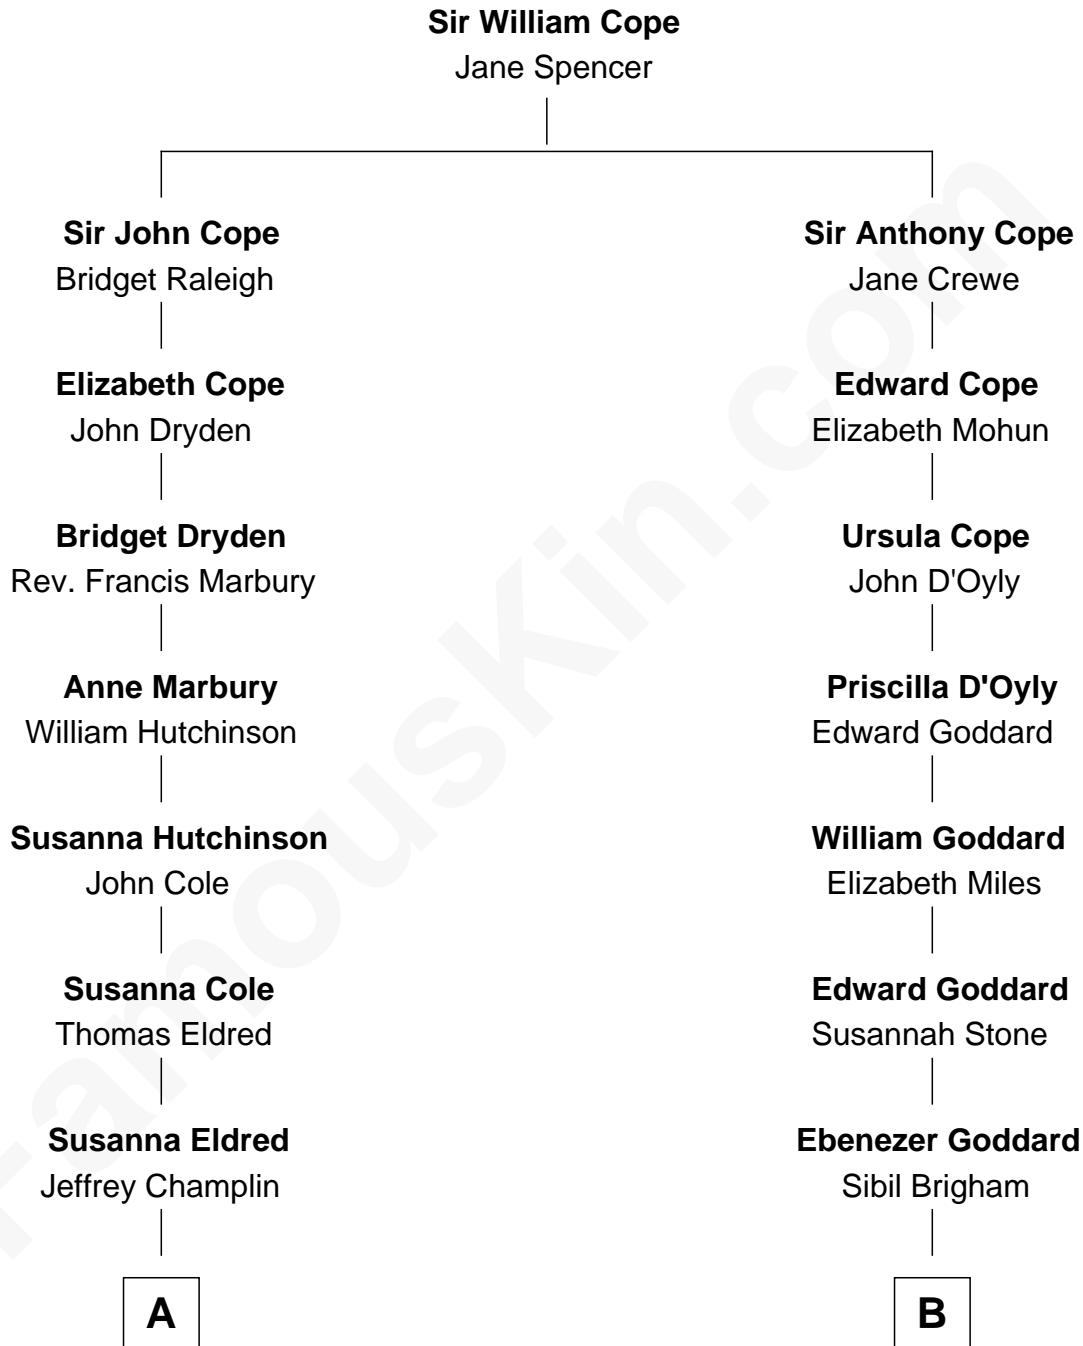 Sir William Cope
Jane Spencer
Sir John Cope
Bridget Raleigh
Sir Anthony Cope
Jane Crewe
Elizabeth Cope
John Dryden
Edward Cope
Elizabeth Mohun
Bridget Dryden
Rev. Francis Marbury
Ursula Cope
John D'Oyly
Anne Marbury
William Hutchinson
Priscilla D'Oyly
Edward Goddard
Susanna Hutchinson
John Cole
William Goddard
Elizabeth Miles
Susanna Cole
Thomas Eldred
Edward Goddard
Susannah Stone
Susanna Eldred
Jeffrey Champlin
Ebenezer Goddard
Sibil Brigham
A
B
FamousKin.com